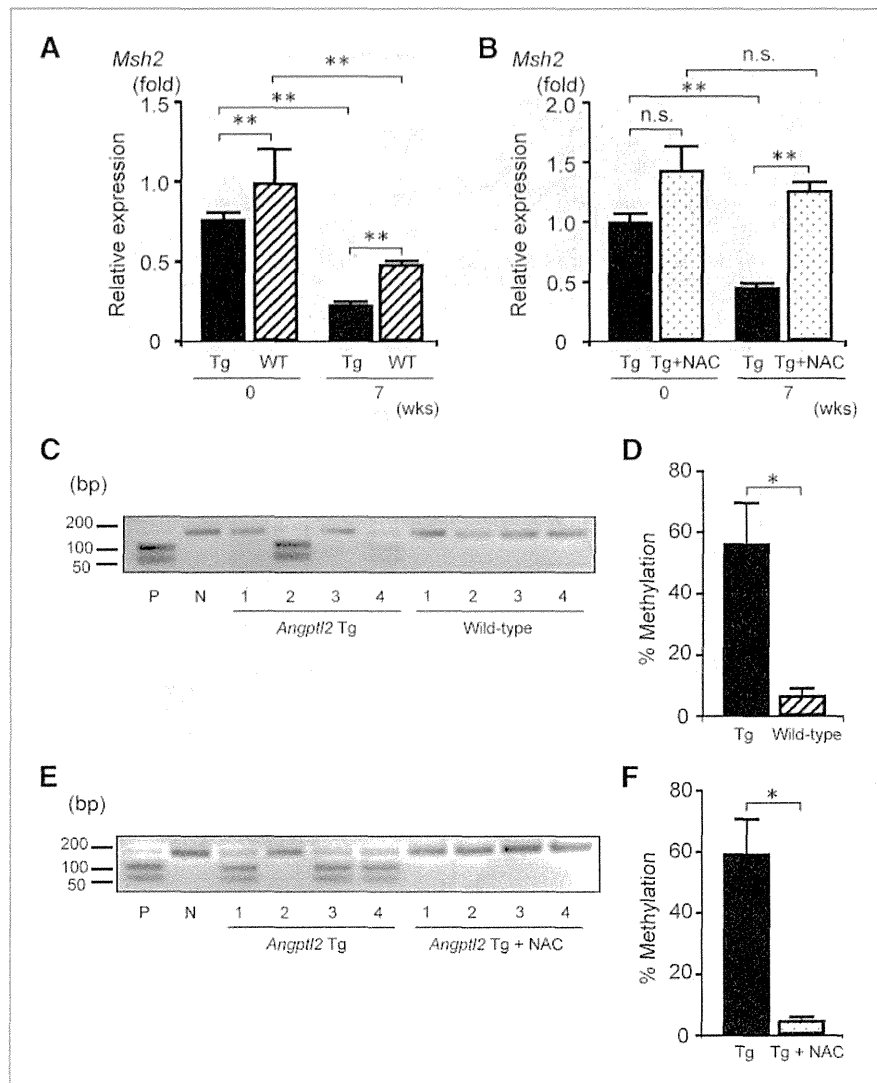 A
Msh2
(fold)
**
**
**
**
1.5
1.0
0.5
0
Relative expression
Tg WT Tg WT
0 7
(wks)
B
Msh2
(fold)
n.s.
**
n.s.
**
2.0
1.5
1.0
0.5
0
Relative expression
Tg Tg+NAC Tg Tg+NAC
0 7
(wks)
C
(bp)
200
100
50
P N 1 2 3 4 1 2 3 4
Angptl2 Tg Wild-type
D
80
60
40
20
0
% Methylation
*
Tg Wild-type
E
(bp)
200
100
50
P N 1 2 3 4 1 2 3 4
Angptl2 Tg Angptl2 Tg + NAC
F
80
60
40
20
0
% Methylation
*
Tg Tg + NAC